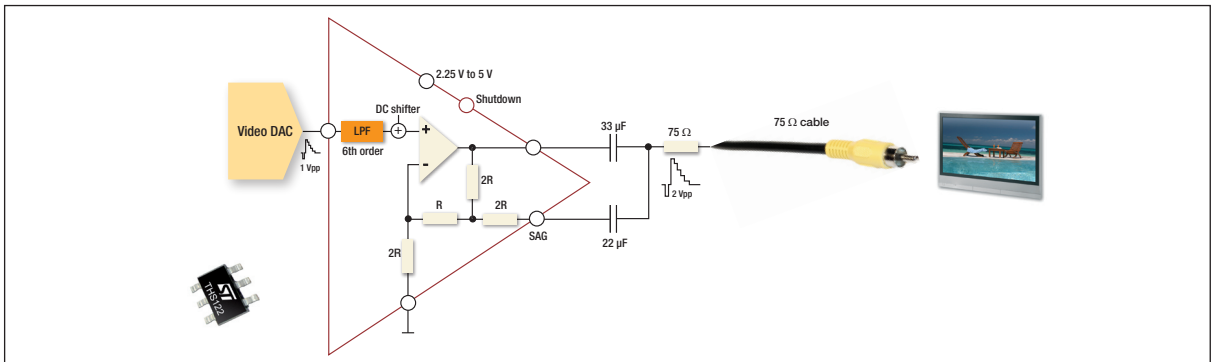 2.25 V to 5 V
Shutdown
DC shifter
Video DAC
LPF
+
+
6th order
-
1 Vpp
33 µF
75 Ω
75 Ω cable
2 Vpp
2R
R
2R
SAG
22 µF
2R
ST
THS122